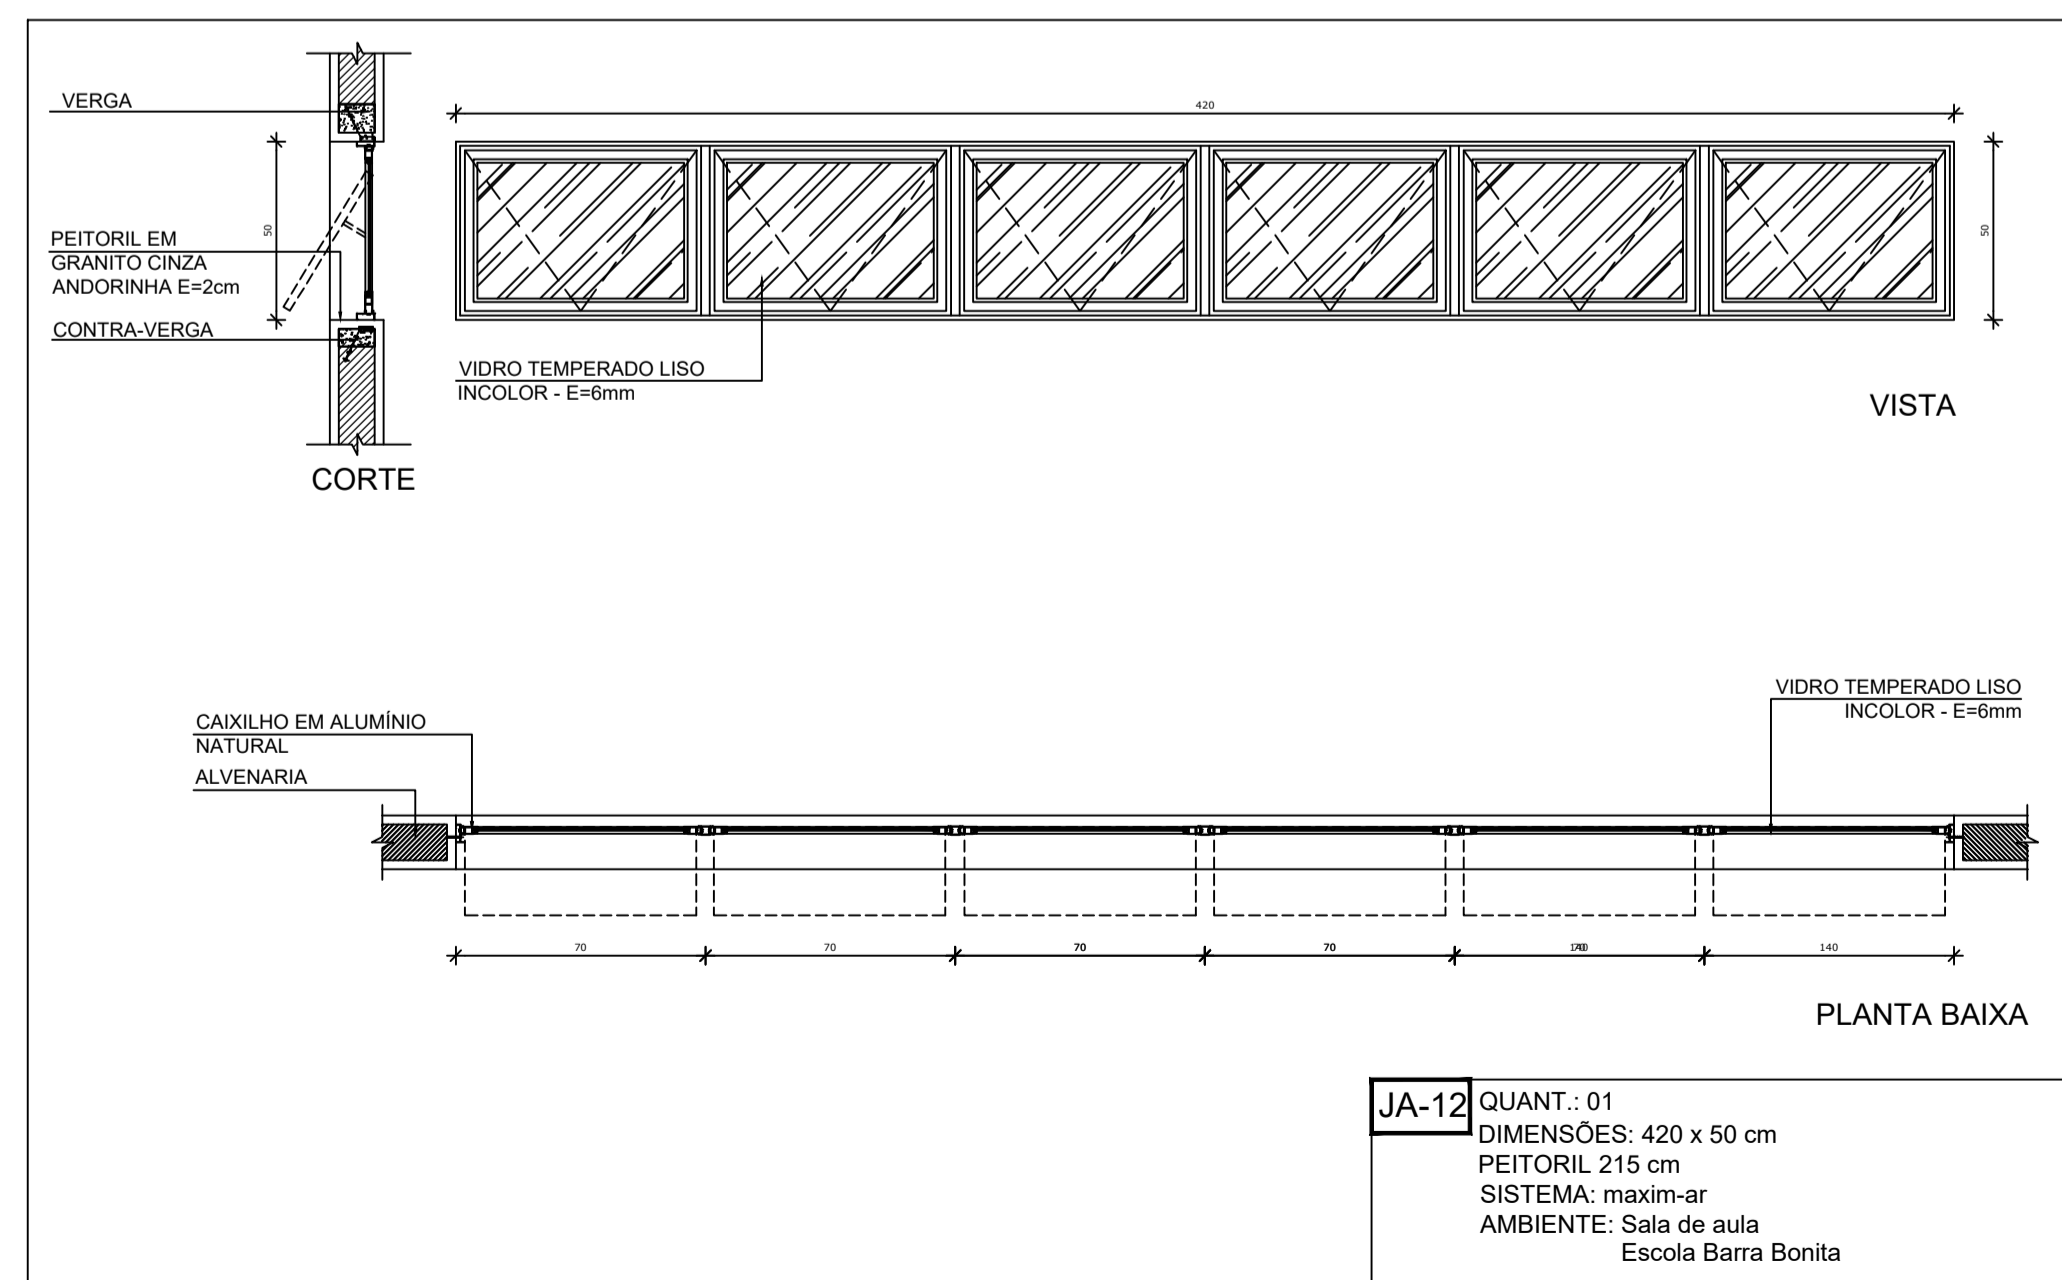 VERGA
420
50
PEITORIL EM
GRANITO CINZA
ANDORINHA E=2cm
50
CONTRA-VERGA
VIDRO TEMPERADO LISO
INCOLOR - E=6mm
VISTA
CORTE
VIDRO TEMPERADO LISO
INCOLOR - E=6mm
CAIXILHO EM ALUMÍNIO
NATURAL
ALVENARIA
70 70 70 70 140
PLANTA BAIXA
JA-12
QUANT.: 01
DIMENSÕES: 420 x 50 cm
PEITORIL 215 cm
SISTEMA: maxim-ar
AMBIENTE: Sala de aula
Escola Barra Bonita